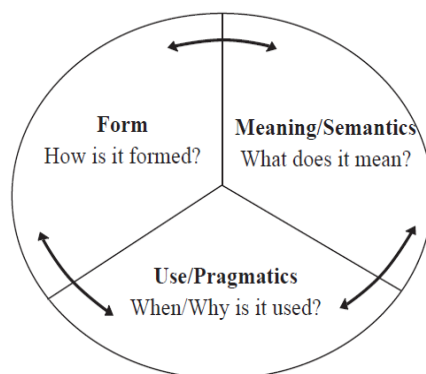 Form
How is it formed?
Meaning/Semantics
What does it mean?
Use/Pragmatics
When/Why is it used?